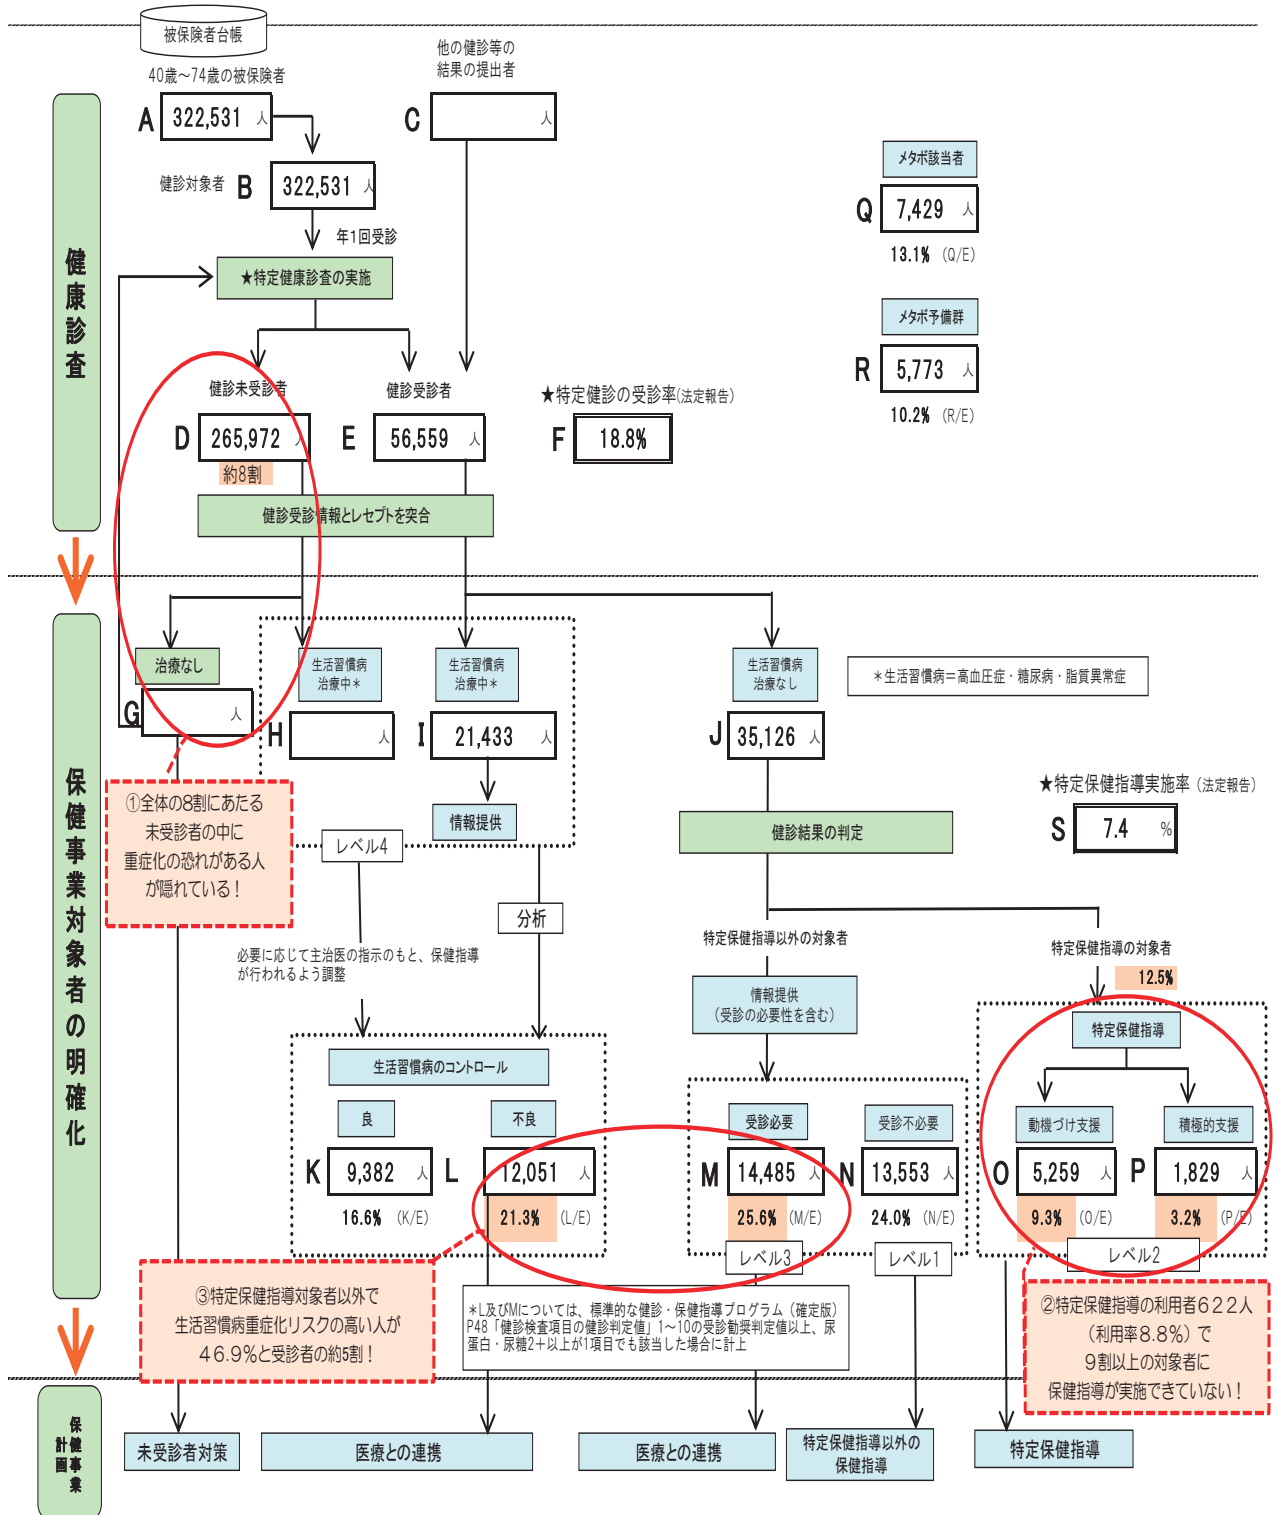 被保険者台帳
40歳～74歳の被保険者
A 322,531 人
他の健診等の
結果の提出者
C 人
健診対象者 B 322,531 人
年1回受診
★特定健康診査の実施
健康診査
メタボ該当者
Q 7,429 人
13.1% (Q/E)
メタボ予備群
R 5,773 人
10.2% (R/E)
健診未受診者
D 265,972 人
約8割
健診受診者
E 56,559 人
★特定健診の受診率(法定報告)
F 18.8%
健診受診情報とレセプトを突合
保健事業対象者の明確化
治療なし
G 人
生活習慣病
治療中＊
H 人
生活習慣病
治療中＊
I 21,433 人
情報提供
生活習慣病
治療なし
J 35,126 人
＊生活習慣病＝高血圧症・糖尿病・脂質異常症
★特定保健指導実施率 (法定報告)
S 7.4 %
健診結果の判定
①全体の8割にあたる
未受診者の中に
重症化の恐れがある人
が隠れている！
レベル4
分析
必要に応じて主治医の指示のもと、保健指導
が行われるよう調整
特定保健指導以外の対象者
特定保健指導の対象者
12.5%
情報提供
(受診の必要性を含む)
特定保健指導
生活習慣病のコントロール
良
K 9,382 人
16.6% (K/E)
不良
L 12,051 人
21.3% (L/E)
受診必要
M 14,485 人
25.6% (M/E)
レベル3
受診不必要
N 13,553 人
24.0% (N/E)
レベル1
動機づけ支援
O 5,259 人
9.3% (O/E)
積極的支援
P 1,829 人
3.2% (P/E)
レベル2
③特定保健指導対象者以外で
生活習慣病重症化リスクの高い人が
４６.９%と受診者の約5割！
＊L及びMについては、標準的な健診・保健指導プログラム（確定版）
P48「健診検査項目の健診判定値」1～10の受診勧奨判定値以上、尿
蛋白・尿糖2+以上が1項目でも該当した場合に計上
②特定保健指導の利用者６２２人
(利用率8.8%)で
９割以上の対象者に
保健指導が実施できていない！
保健事業
計画
未受診者対策
医療との連携
医療との連携
特定保健指導以外の
保健指導
特定保健指導